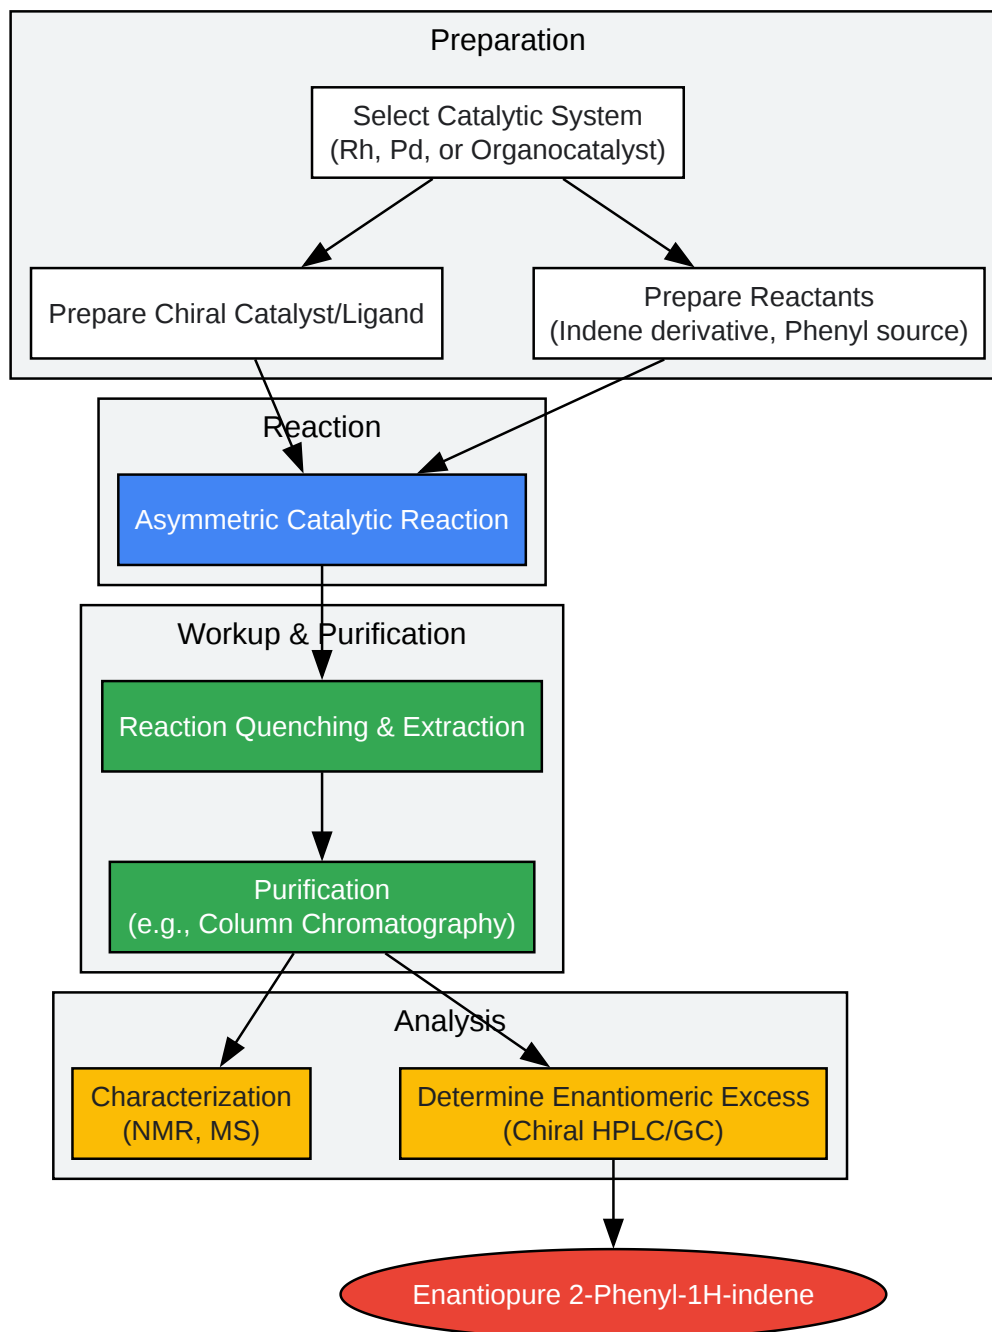 Preparation
Select Catalytic System
(Rh, Pd, or Organocatalyst)
Prepare Chiral Catalyst/Ligand
Prepare Reactants
(Indene derivative, Phenyl source)
Reaction
Asymmetric Catalytic Reaction
Workup & Purification
Reaction Quenching & Extraction
Purification
(e.g., Column Chromatography)
Analysis
Characterization
(NMR, MS)
Determine Enantiomeric Excess
(Chiral HPLC/GC)
Enantiopure 2-Phenyl-1H-indene